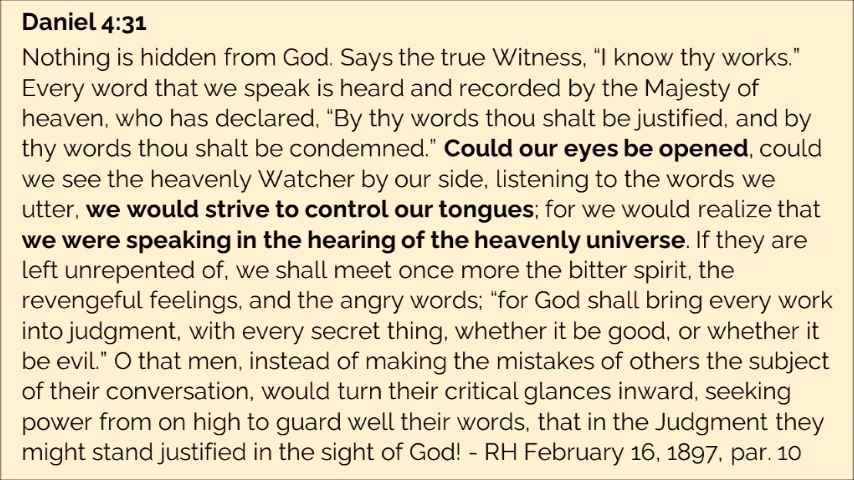 Daniel 4:31
Nothing is hidden from God. Says the true Witness, “I know thy works.”
Every word that we speak is heard and recorded by the Majesty of
heaven, who has declared, “By thy words thou shalt be justified, and by
thy words thou shalt be condemned.” Could our eyes be opened, could
we see the heavenly Watcher by our side, listening to the words we
utter, we would strive to control our tongues; for we would realize that
we were speaking in the hearing of the heavenly universe. If they are
left unrepented of, we shall meet once more the bitter spirit, the
revengeful feelings, and the angry words; “for God shall bring every work
into judgment, with every secret thing, whether it be good, or whether it
be evil.” O that men, instead of making the mistakes of others the subject
of their conversation, would turn their critical glances inward, seeking
power from on high to guard well their words, that in the Judgment they
might stand justified in the sight of God! - RH February 16, 1897, par. 10